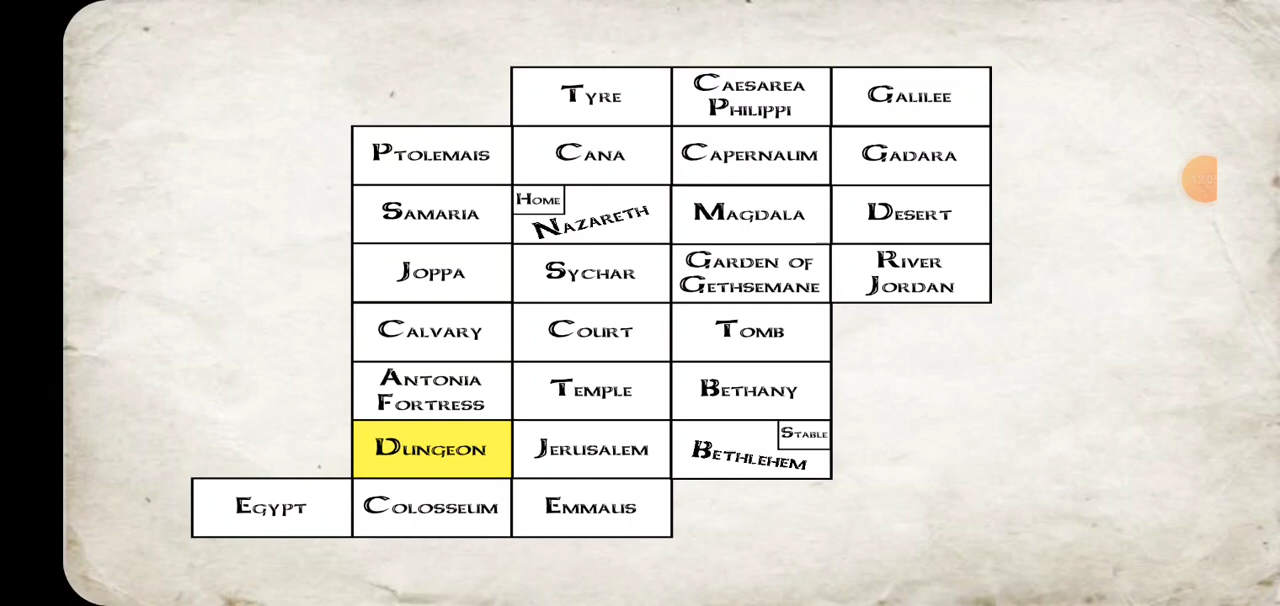 Tyre
Caesarea
Philippi
Galilee
Ptolemais
Cana
Capernaum
Gadara
Samaria
Home
Nazareth
Magdala
Desert
Joppa
Sychar
Garden of
Gethsemane
River
Jordan
Calvary
Court
Tomb
Antonia
Fortress
Temple
Bethany
Dungeon
Jerusalem
Stable
Bethlehem
Egypt
Colosseum
Emmaus